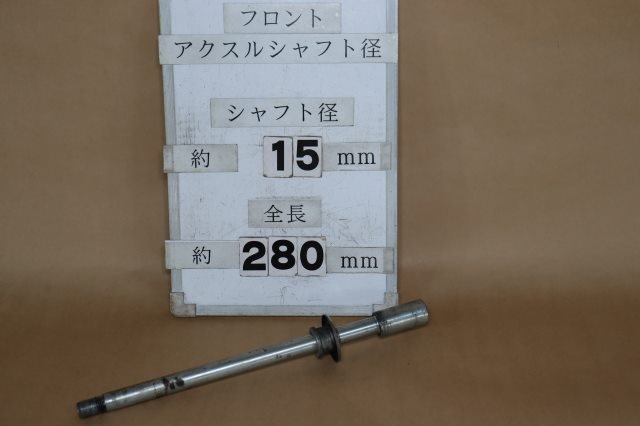 フロント
アクスルシャフト径
シャフト径
約 15 mm
全長
約 280 mm